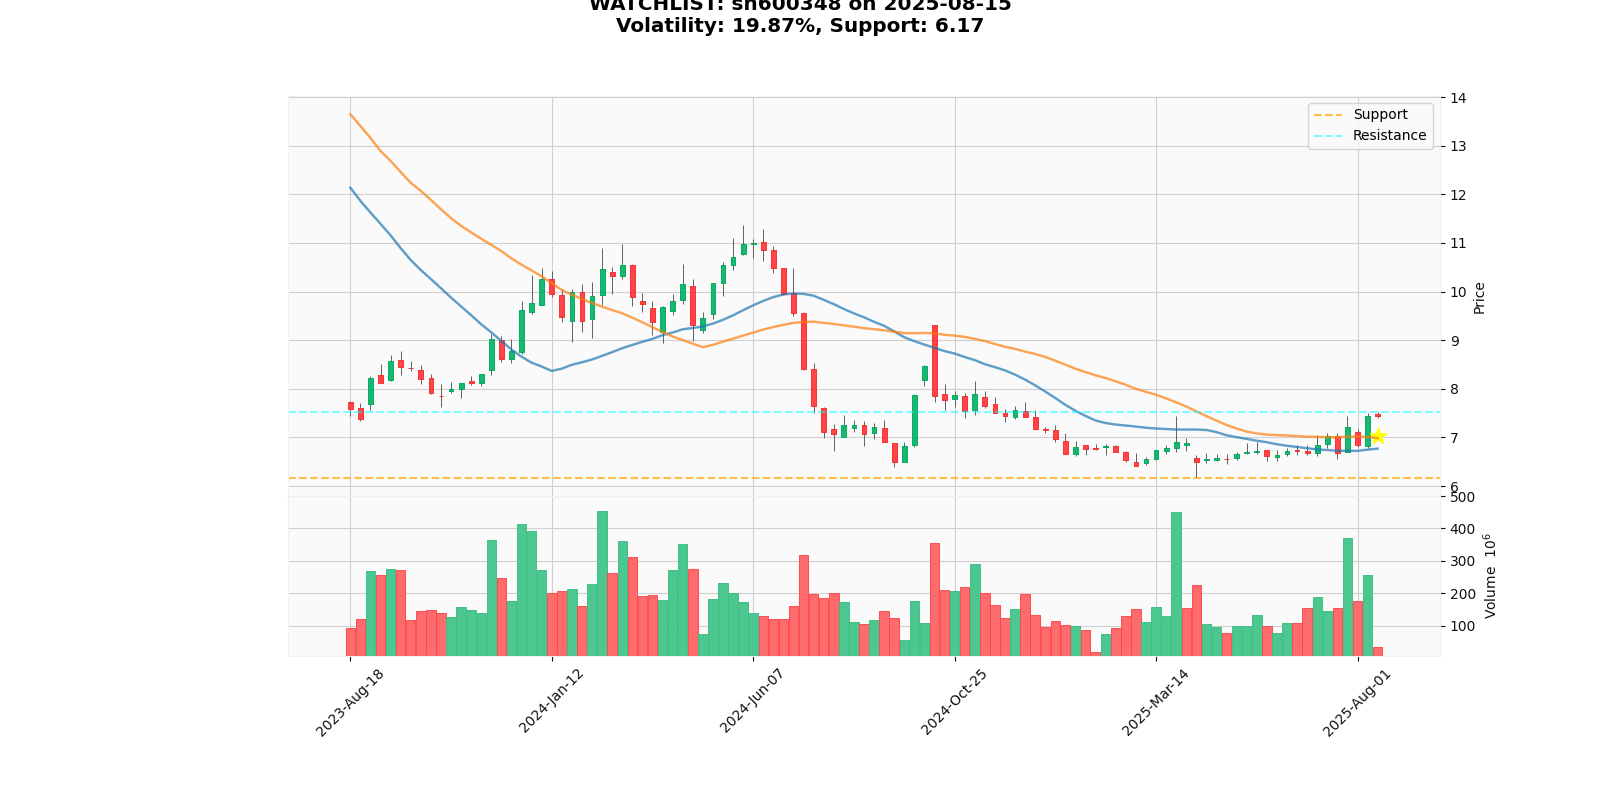 WATCHLIST: sh600348 on 2025-08-15
Volatility: 19.87%, Support: 6.17
Support
Resistance
14
13
12
11
10
9
8
7
6
Price
500
400
300
200
100
Volume 10⁶
2023-Aug-18
2024-Jan-12
2024-Jun-07
2024-Oct-25
2025-Mar-14
2025-Aug-01